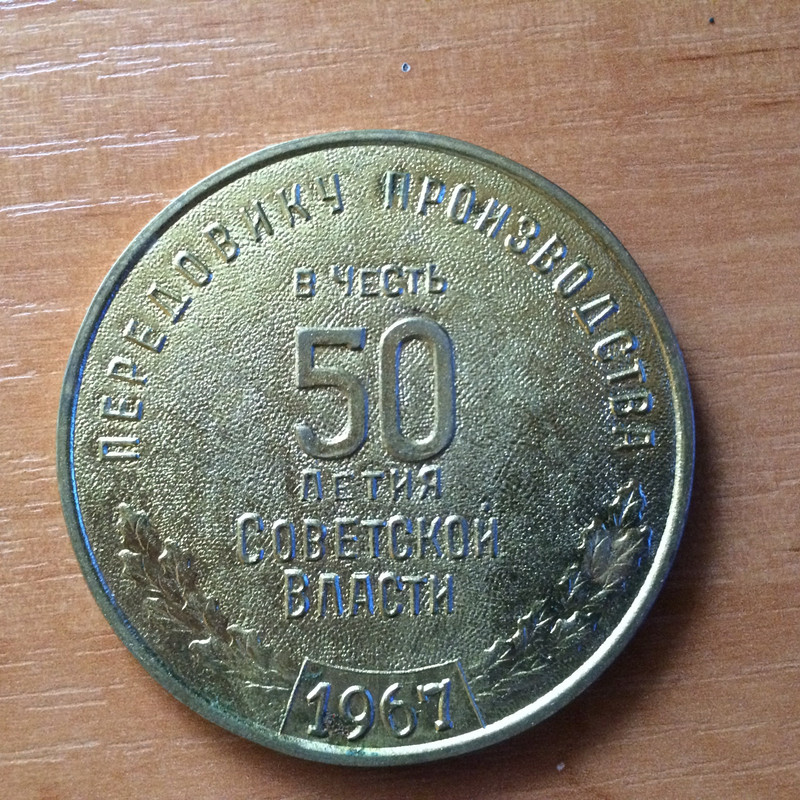 ПЕРЕДОВИКУ ПРОИЗВОДСТВА
В ЧЕСТЬ
50
ЛЕТИЯ
СОВЕТСКОЙ
ВЛАСТИ
1967